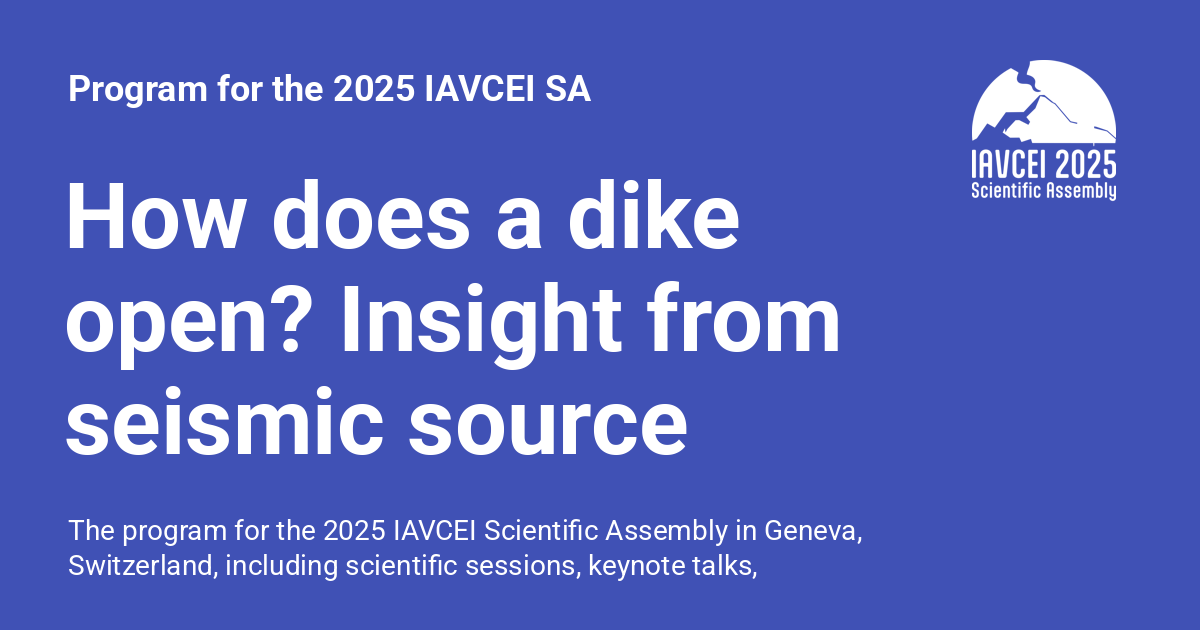 Program for the 2025 IAVCEI SA
IAVCEI 2025
Scientific Assembly
How does a dike
open? Insight from
seismic source
The program for the 2025 IAVCEI Scientific Assembly in Geneva,
Switzerland, including scientific sessions, keynote talks,